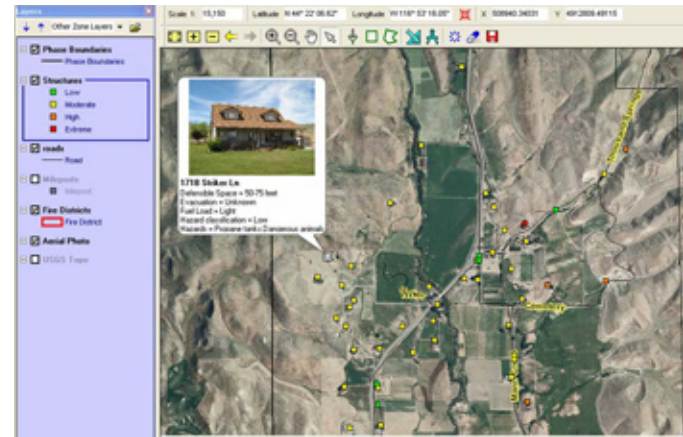 Layers
Scale 1: 15,150 Latitude N 44° 22' 06.62" Longitude W 116° 53' 16.05" X 508940.34031 Y 4912809.49115
Other Zone Layers
Phase Boundaries
Phase Boundaries
Structures
Low
Moderate
High
Extreme
roads
Road
Mileposts
Milepost
Fire Districts
Fire District
Aerial Photo
USGS Topo
1718 Striker Ln.
Defensible Space = 50-75 feet
Evacuation = Unknown
Fuel Load = Light
Hazard classification = Low
Hazards = Propane tanks Dangerous animals